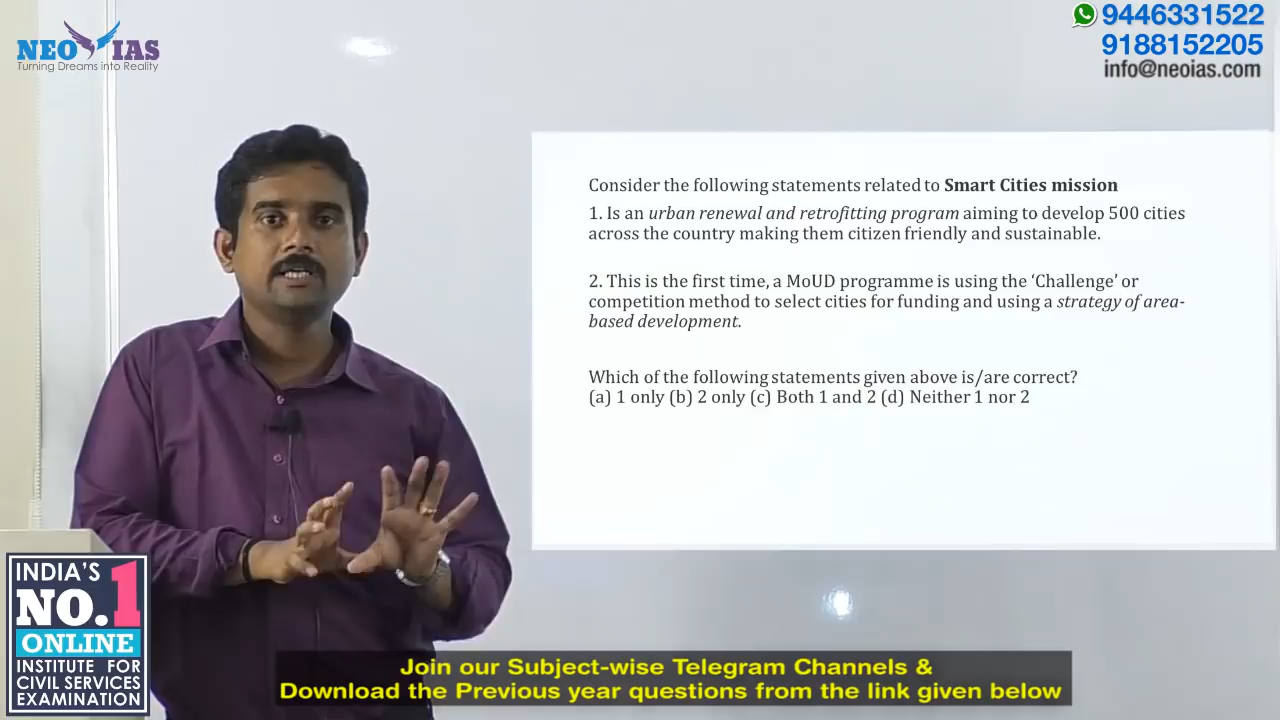 NEO IAS
Turning Dreams into Reality
9446331522
9188152205
info@neoias.com
Consider the following statements related to Smart Cities mission
1. Is an urban renewal and retrofitting program aiming to develop 500 cities
across the country making them citizen friendly and sustainable.
2. This is the first time, a MoUD programme is using the ‘Challenge’ or
competition method to select cities for funding and using a strategy of area-
based development.
Which of the following statements given above is/are correct?
(a) 1 only (b) 2 only (c) Both 1 and 2 (d) Neither 1 nor 2
INDIA'S
NO.1
ONLINE
INSTITUTE FOR
CIVIL SERVICES
EXAMINATION
Join our Subject-wise Telegram Channels &
Download the Previous year questions from the link given below